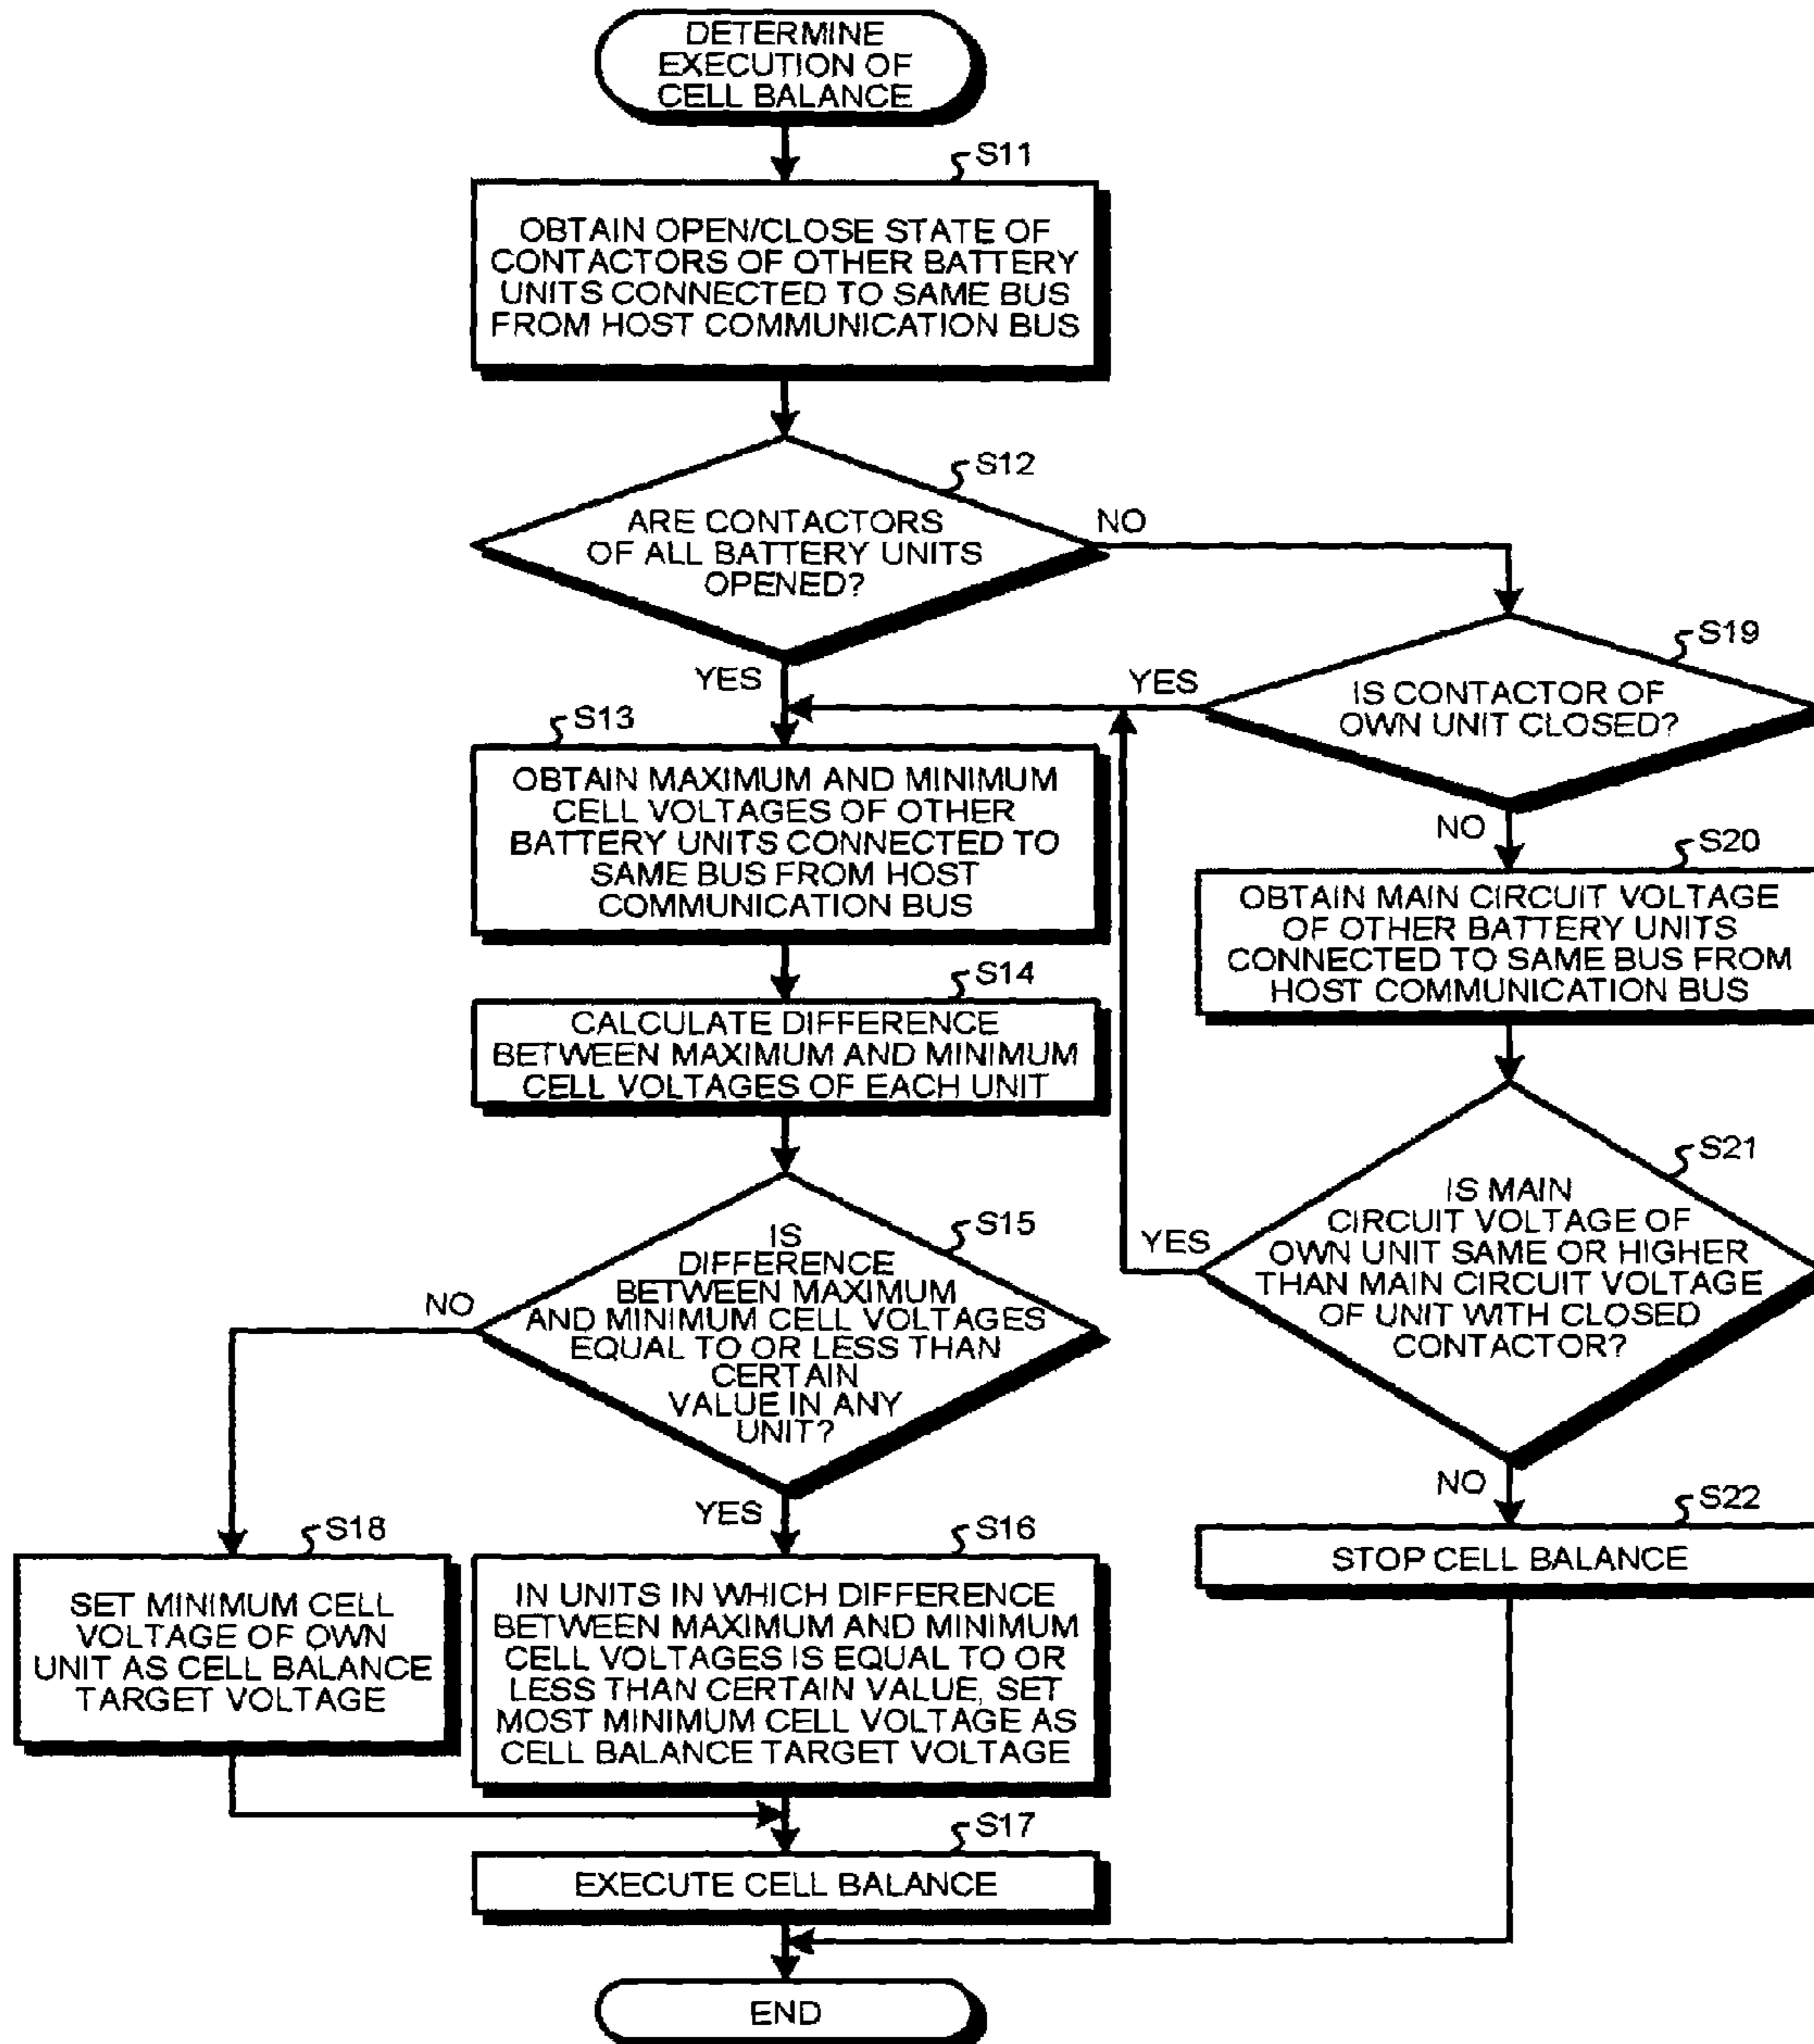 DETERMINE
EXECUTION OF
CELL BALANCE
S11
OBTAIN OPEN/CLOSE STATE OF
CONTACTORS OF OTHER BATTERY
UNITS CONNECTED TO SAME BUS
FROM HOST COMMUNICATION BUS
S12
ARE CONTACTORS
OF ALL BATTERY UNITS
OPENED?
NO
YES
S19
IS CONTACTOR OF
OWN UNIT CLOSED?
YES
NO
S13
OBTAIN MAXIMUM AND MINIMUM
CELL VOLTAGES OF OTHER
BATTERY UNITS CONNECTED TO
SAME BUS FROM HOST
COMMUNICATION BUS
S20
OBTAIN MAIN CIRCUIT VOLTAGE
OF OTHER BATTERY UNITS
CONNECTED TO SAME BUS FROM
HOST COMMUNICATION BUS
S14
CALCULATE DIFFERENCE
BETWEEN MAXIMUM AND MINIMUM
CELL VOLTAGES OF EACH UNIT
S21
IS MAIN
CIRCUIT VOLTAGE OF
OWN UNIT SAME OR HIGHER
THAN MAIN CIRCUIT VOLTAGE
OF UNIT WITH CLOSED
CONTACTOR?
YES
NO
S15
IS
DIFFERENCE
BETWEEN MAXIMUM
AND MINIMUM CELL VOLTAGES
EQUAL TO OR LESS THAN
CERTAIN
VALUE IN ANY
UNIT?
NO
YES
S22
STOP CELL BALANCE
S18
SET MINIMUM CELL
VOLTAGE OF OWN
UNIT AS CELL BALANCE
TARGET VOLTAGE
S16
IN UNITS IN WHICH DIFFERENCE
BETWEEN MAXIMUM AND MINIMUM
CELL VOLTAGES IS EQUAL TO OR
LESS THAN CERTAIN VALUE, SET
MOST MINIMUM CELL VOLTAGE AS
CELL BALANCE TARGET VOLTAGE
S17
EXECUTE CELL BALANCE
END